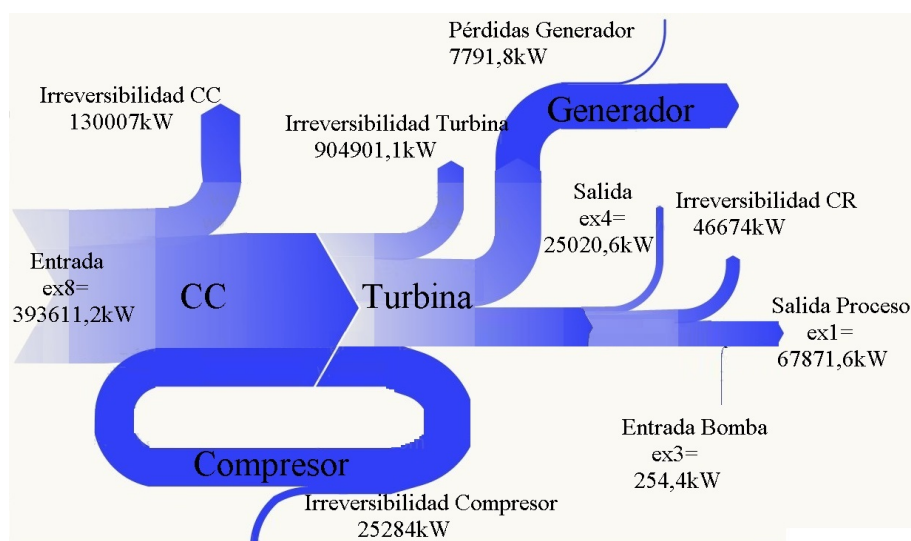 Pérdidas Generador
7791,8kW
Irreversibilidad CC
130007kW
Generador
Irreversibilidad Turbina
904901,1kW
Salida
ex4=
25020,6kW
Irreversibilidad CR
46674kW
Entrada
ex8=
393611,2kW
CC
Turbina
Salida Proceso
ex1=
67871,6kW
Entrada Bomba
ex3=
254,4kW
Compresor
Irreversibilidad Compresor
25284kW